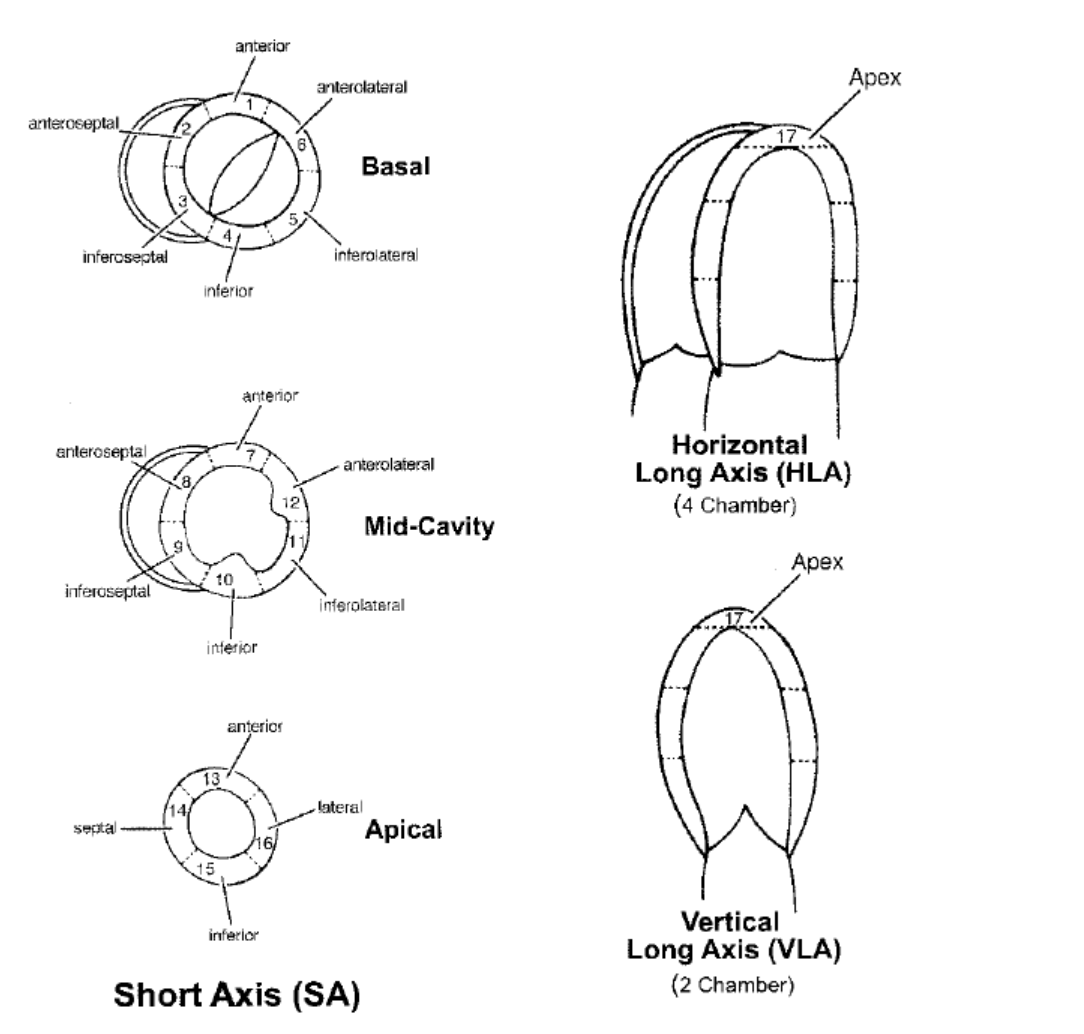 anterior
anterolateral
anteroseptal
1
2
6
Basal
3
5
4
inferoseptal
inferolateral
inferior
anterior
anteroseptal
7
anterolateral
8
12
Mid-Cavity
9
11
10
inferoseptal
inferolateral
inferior
anterior
13
14
lateral
septal
Apical
16
15
inferior
Short Axis (SA)
Apex
17
Horizontal
Long Axis (HLA)
(4 Chamber)
Apex
17
Vertical
Long Axis (VLA)
(2 Chamber)